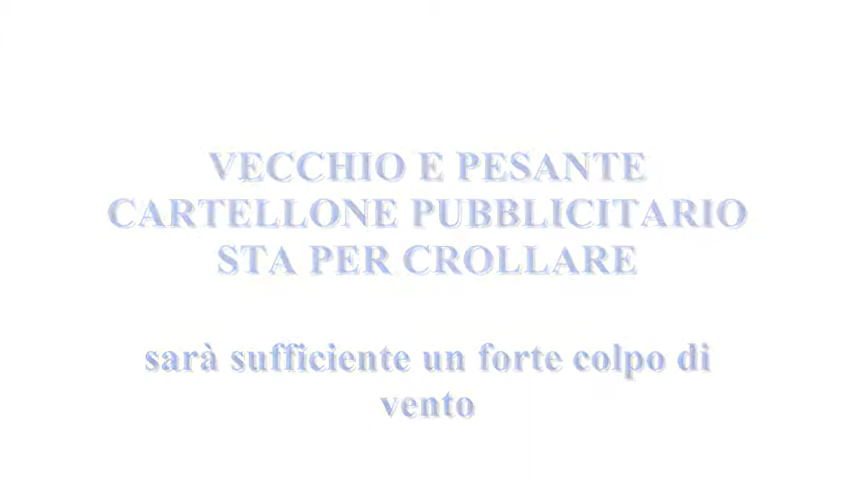 VECCHIO E PESANTE
CARTELLONE PUBBLICITARIO
STA PER CROLLARE
sarà sufficiente un forte colpo di
vento